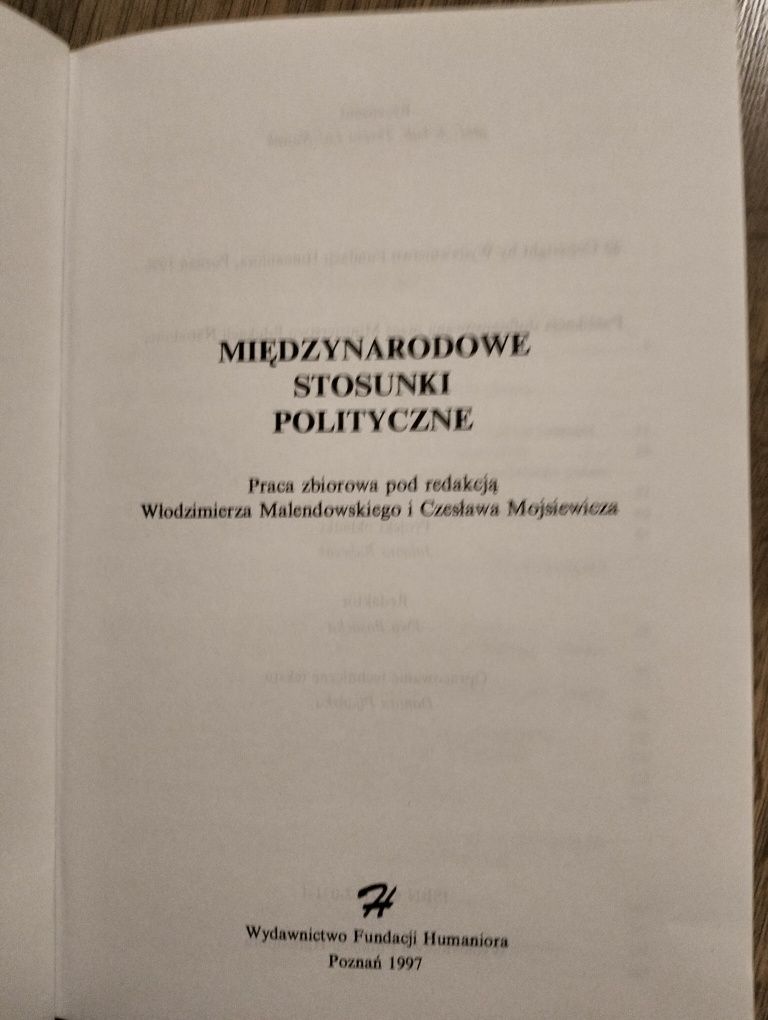 MIĘDZYNARODOWE
STOSUNKI
POLITYCZNE
Praca zbiorowa pod redakcją
Włodzimierza Malendowskiego i Czesława Mojsiewicza
H
Wydawnictwo Fundacji Humaniora
Poznań 1997